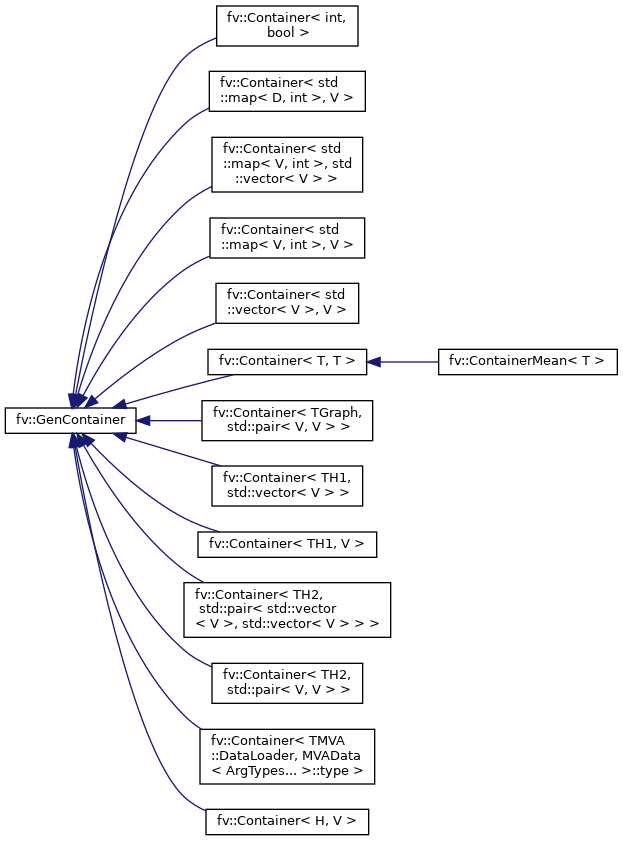 fv::Container< int,
bool >
fv::Container< std
::map< D, int >, V >
fv::Container< std
::map< V, int >, std
::vector< V > >
fv::Container< std
::map< V, int >, V >
fv::Container< std
::vector< V >, V >
fv::Container< T, T >
fv::ContainerMean< T >
fv::GenContainer
fv::Container< TGraph,
std::pair< V, V > >
fv::Container< TH1,
std::vector< V > >
fv::Container< TH1, V >
fv::Container< TH2,
std::pair< std::vector
< V >, std::vector< V > > >
fv::Container< TH2,
std::pair< V, V > >
fv::Container< TMVA
::DataLoader, MVAData
< ArgTypes... >::type >
fv::Container< H, V >